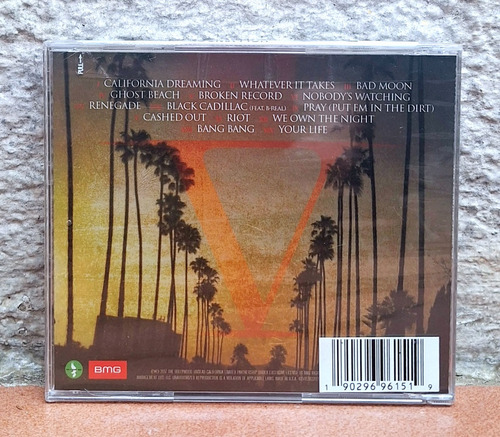 PULL
CALIFORNIA DREAMING WHATEVER IT TAKES BAD MOON
GHOST BEACH BROKEN RECORD NOBODY'S WATCHING
RENEGADE BLACK CADILLAC (FEAT. B-REAL) PRAY (PUT EM IN THE DIRT)
CASHED OUT RIOT WE OWN THE NIGHT
BANG BANG YOUR LIFE
V
BMG
1 90296 96151 9